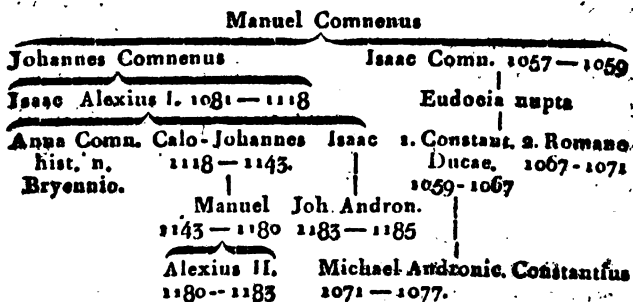 Manuel Comnenus
Johannes Comnenus Isaac Comn. 1057—1059
Isaac Alexius I. 1081—1118 Eudocia nupta
Anna Comn. Calo-Johannes Isaac 1. Constant. 2. Romano
hist. n. 1118—1143. Ducae. 1067-1071
Bryennio. 1059-1067
Manuel Joh. Andron.
1143—1180 1183—1185
Alexius II. Michael Andronic. Constantius
1180--1183 1071—1077.